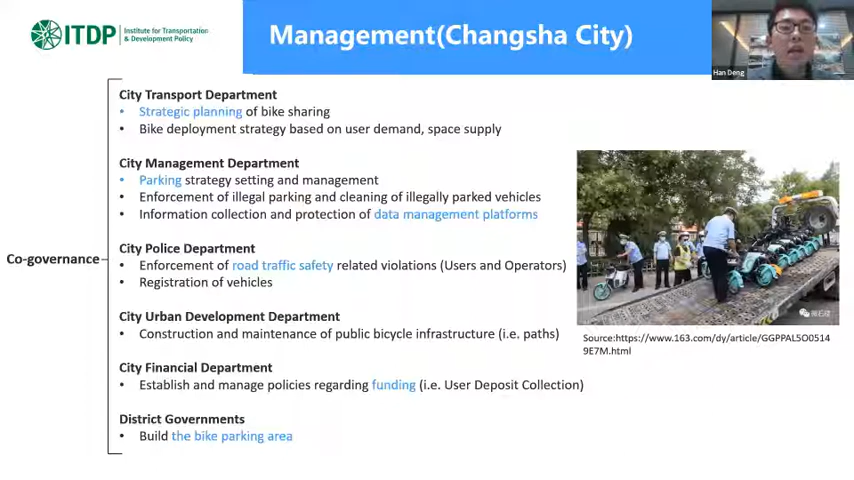 ITDP
Institute for Transportation
& Development Policy
Management(Changsha City)
Han Deng
Co-governance
City Transport Department
• Strategic planning of bike sharing
• Bike deployment strategy based on user demand, space supply
City Management Department
• Parking strategy setting and management
• Enforcement of illegal parking and cleaning of illegally parked vehicles
• Information collection and protection of data management platforms
City Police Department
• Enforcement of road traffic safety related violations (Users and Operators)
• Registration of vehicles
City Urban Development Department
• Construction and maintenance of public bicycle infrastructure (i.e. paths)
City Financial Department
• Establish and manage policies regarding funding (i.e. User Deposit Collection)
District Governments
• Build the bike parking area
Source:https://www.163.com/dy/article/GGPPAL5O0514
9E7M.html